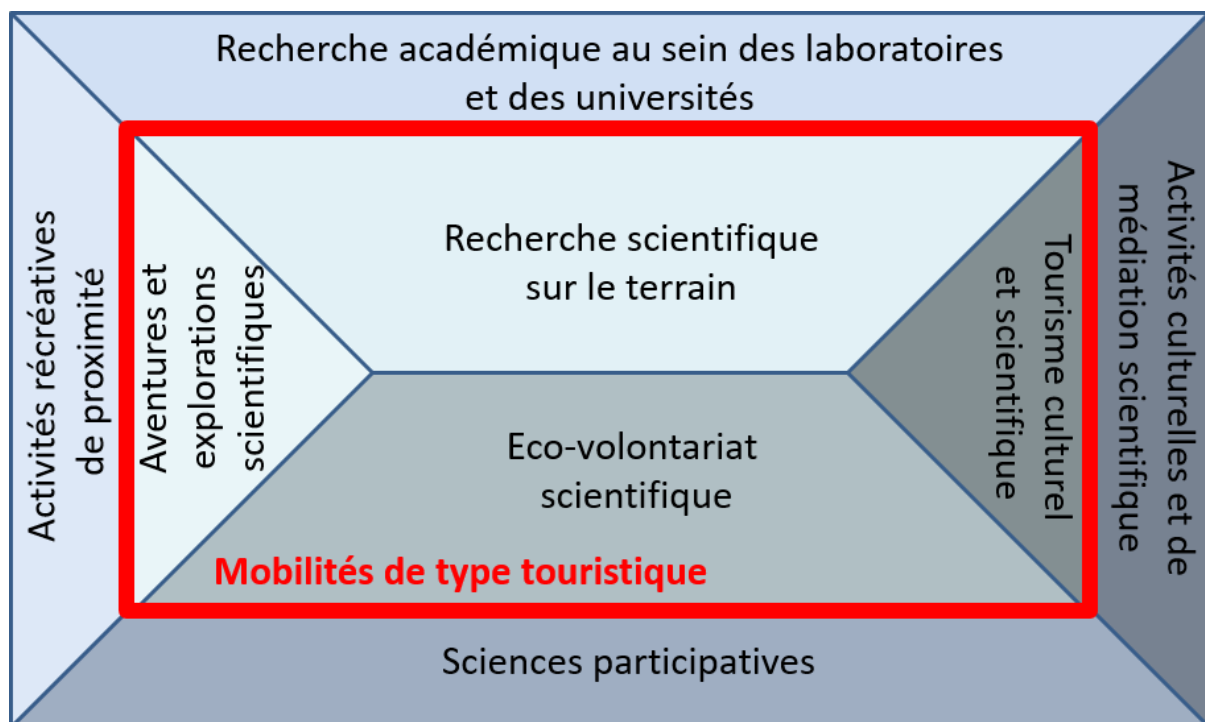 Recherche académique au sein des laboratoires
et des universités
Activités récréatives
de proximité
Aventures et
explorations
scientifiques
Recherche scientifique
sur le terrain
Tourisme culturel
et scientifique
Activités culturelles et de
médiation scientifique
Eco-volontariat
scientifique
Mobilités de type touristique
Sciences participatives